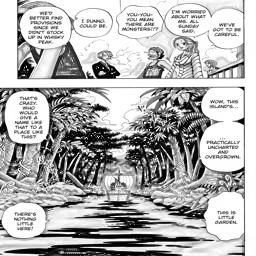 WE'VE
GOT TO BE
CAREFUL.
I'M WORRIED
ABOUT WHAT
MS. ALL
SUNDAY
SAID.
YOU-YOU-
YOU MEAN
THERE ARE
MONSTERS!?
I DUNNO.
COULD BE.
WE'D
BETTER FIND
PROVISIONS
SINCE WE
DIDN'T STOCK
UP IN WHISKY
PEAK.
WOW, THIS
ISLAND'S...
PRACTICALLY
UNCHARTED
AND
OVERGROWN.
THIS IS
LITTLE
GARDEN.
THAT'S
CRAZY.
WHO
WOULD
GIVE A
NAME LIKE
THAT TO A
PLACE LIKE
THIS?
THERE'S
NOTHING
LITTLE
HERE!